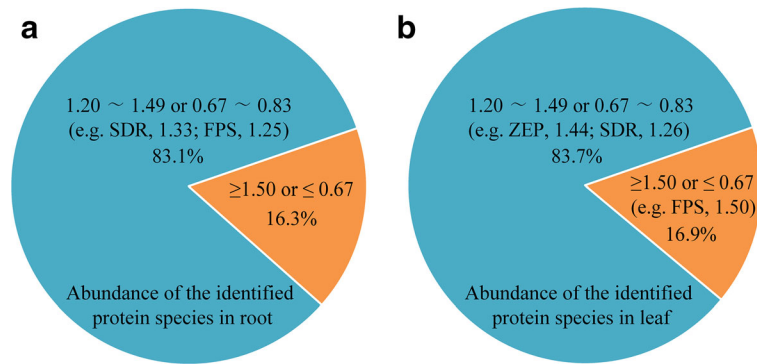 a
1.20 ～ 1.49 or 0.67 ～ 0.83
(e.g. SDR, 1.33; FPS, 1.25)
83.1%
≥1.50 or ≤ 0.67
16.3%
Abundance of the identified
protein species in root
b
1.20 ～ 1.49 or 0.67 ～ 0.83
(e.g. ZEP, 1.44; SDR, 1.26)
83.7%
≥1.50 or ≤ 0.67
(e.g. FPS, 1.50)
16.9%
Abundance of the identified
protein species in leaf